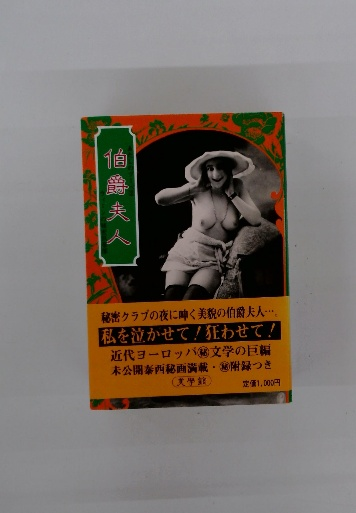 伯爵夫人
秘密クラブの夜に呻く美貌の伯爵夫人…。
私を泣かせて!狂わせて!
近代ヨーロッパ㊙文学の巨編
未公開泰西秘画満載・㊙附録つき
定価1,000円